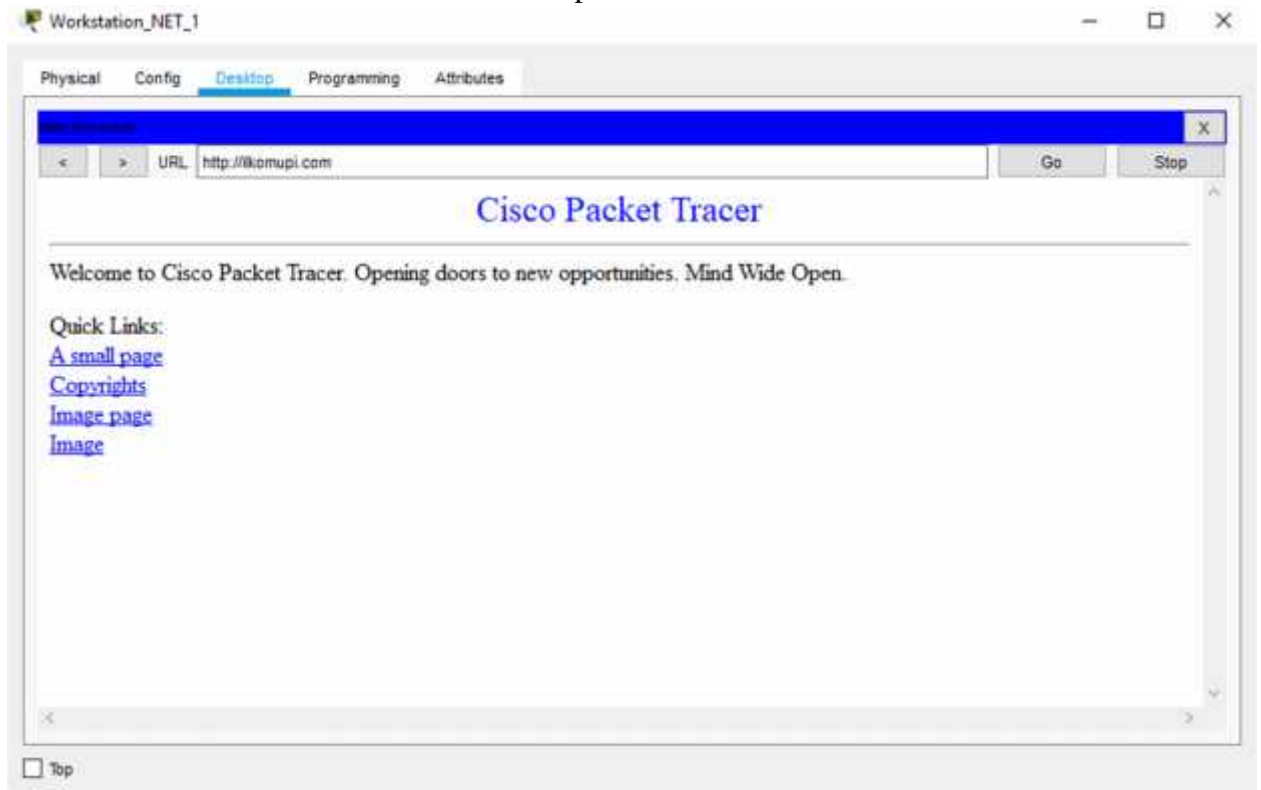 Workstation_NET_1
Physical Config Desktop Programming Attributes
X
< > URL http://ilkomupi.com Go Stop
Cisco Packet Tracer
Welcome to Cisco Packet Tracer. Opening doors to new opportunities. Mind Wide Open.
Quick Links:
A small page
Copyrights
Image page
Image
Top